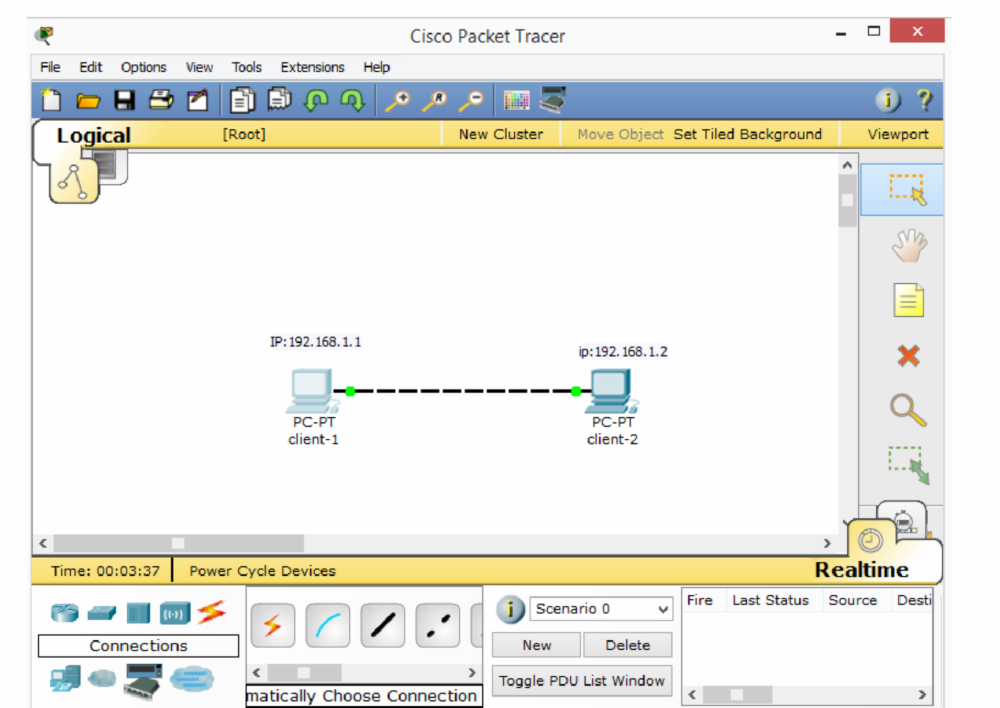 Cisco Packet Tracer
File Edit Options View Tools Extensions Help
Logical [Root] New Cluster Move Object Set Tiled Background Viewport
IP:192.168.1.1
ip:192.168.1.2
PC-PT
client-1
PC-PT
client-2
Time: 00:03:37 Power Cycle Devices Realtime
Connections
matically Choose Connection
Scenario 0
New Delete
Toggle PDU List Window
Fire Last Status Source Desti